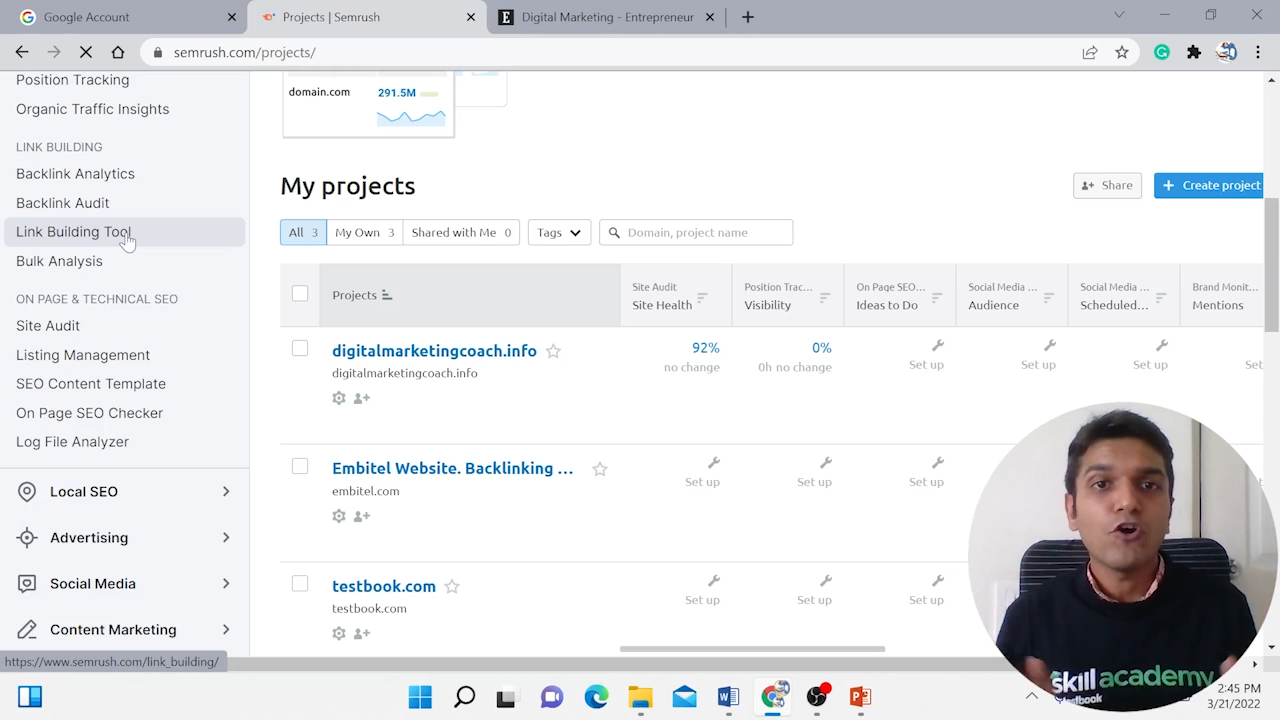 Google Account
Projects | Semrush
Digital Marketing - Entrepreneur
semrush.com/projects/
Position Tracking
Organic Traffic Insights
LINK BUILDING
Backlink Analytics
Backlink Audit
Link Building Tool
Bulk Analysis
ON PAGE & TECHNICAL SEO
Site Audit
Listing Management
SEO Content Template
On Page SEO Checker
Log File Analyzer
Local SEO
Advertising
Social Media
Content Marketing
https://www.semrush.com/link_building/
domain.com 291.5M
My projects
Share
+ Create project
All 3 My Own 3 Shared with Me 0 Tags Domain, project name
Projects
Site Audit
Site Health
Position Trac...
Visibility
On Page SEO...
Ideas to Do
Social Media ...
Audience
Social Media ...
Scheduled...
Brand Monit...
Mentions
digitalmarketingcoach.info
digitalmarketingcoach.info
92%
no change
0%
0h no change
Set up
Set up
Set up
Set
Embitel Website. Backlinking ...
embitel.com
Set up
Set up
Set up
testbook.com
testbook.com
Set up
Set up
Set up
skill academy
testbook
2:45 PM
3/21/2022